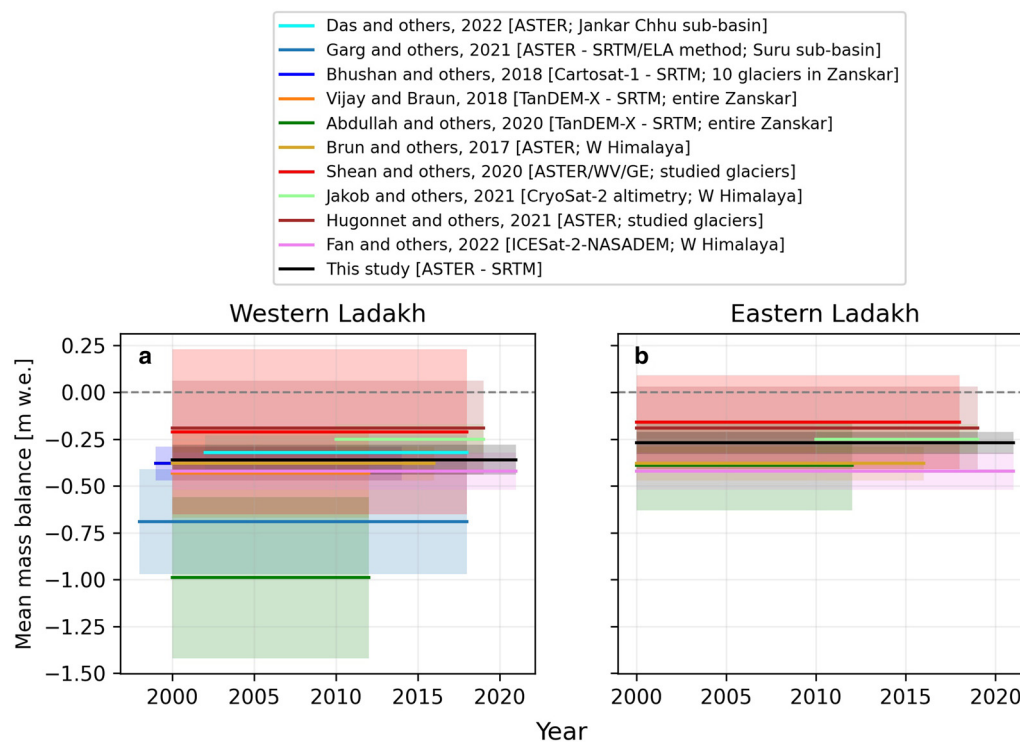 Das and others, 2022 [ASTER; Jankar Chhu sub-basin]
Garg and others, 2021 [ASTER - SRTM/ELA method; Suru sub-basin]
Bhushan and others, 2018 [Cartosat-1 - SRTM; 10 glaciers in Zanskar]
Vijay and Braun, 2018 [TanDEM-X - SRTM; entire Zanskar]
Abdullah and others, 2020 [TanDEM-X - SRTM; entire Zanskar]
Brun and others, 2017 [ASTER; W Himalaya]
Shean and others, 2020 [ASTER/WV/GE; studied glaciers]
Jakob and others, 2021 [CryoSat-2 altimetry; W Himalaya]
Hugonnet and others, 2021 [ASTER; studied glaciers]
Fan and others, 2022 [ICESat-2-NASADEM; W Himalaya]
This study [ASTER - SRTM]
Western Ladakh
Eastern Ladakh
a
b
Mean mass balance [m w.e.]
0.25
0.00
−0.25
−0.50
−0.75
−1.00
−1.25
−1.50
2000 2005 2010 2015 2020
2000 2005 2010 2015 2020
Year